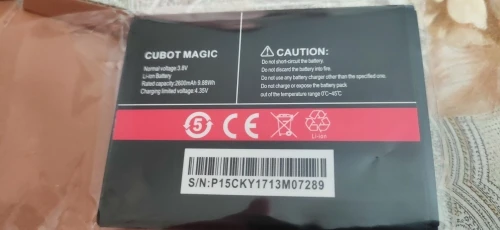 CUBOT MAGIC
Normal voltage:3.8V
Li-ion Battery
Rated capacity:2600mAh 9.88Wh
Charging limited voltage:4.35V
CAUTION:
Do not short-circuit the battery
Do not discard the battery into fire.
Do not use any battery charger other than the specified one.
Do not charge or expose the battery pack
out of the temperature range 0°C~45°C.
5
CE
Li-ion
S/N:P15CKY1713M07289